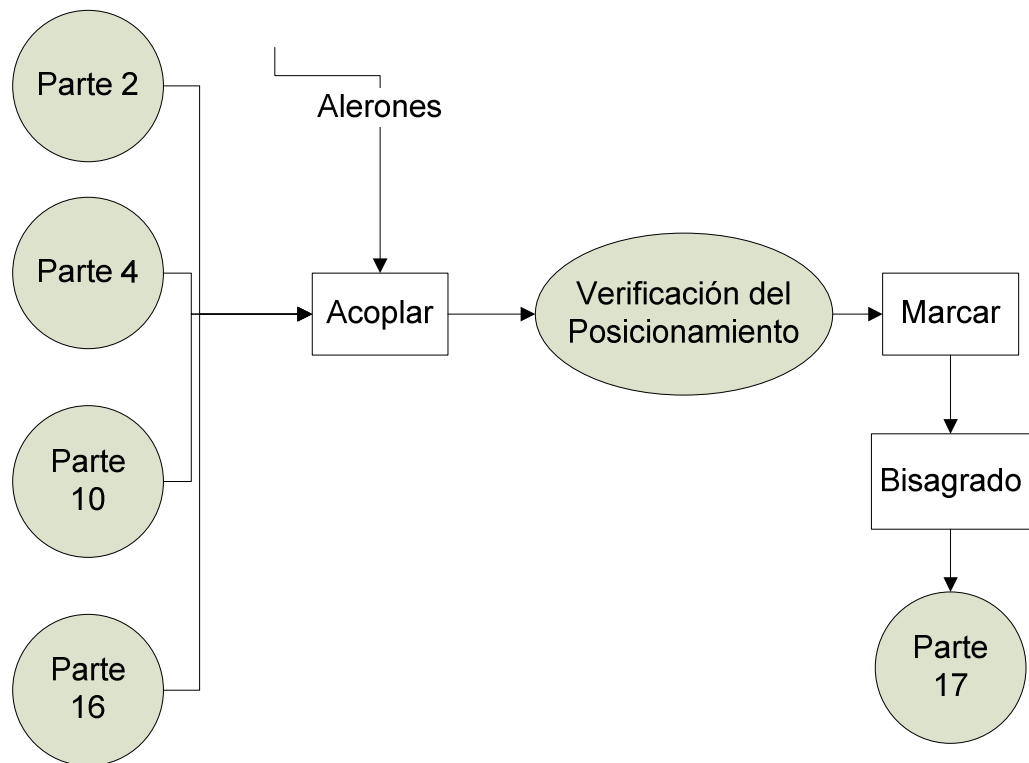 Parte 2
Alerones
Parte 4
Acoplar
Verificación del
Posicionamiento
Marcar
Parte
10
Bisagrado
Parte
16
Parte
17